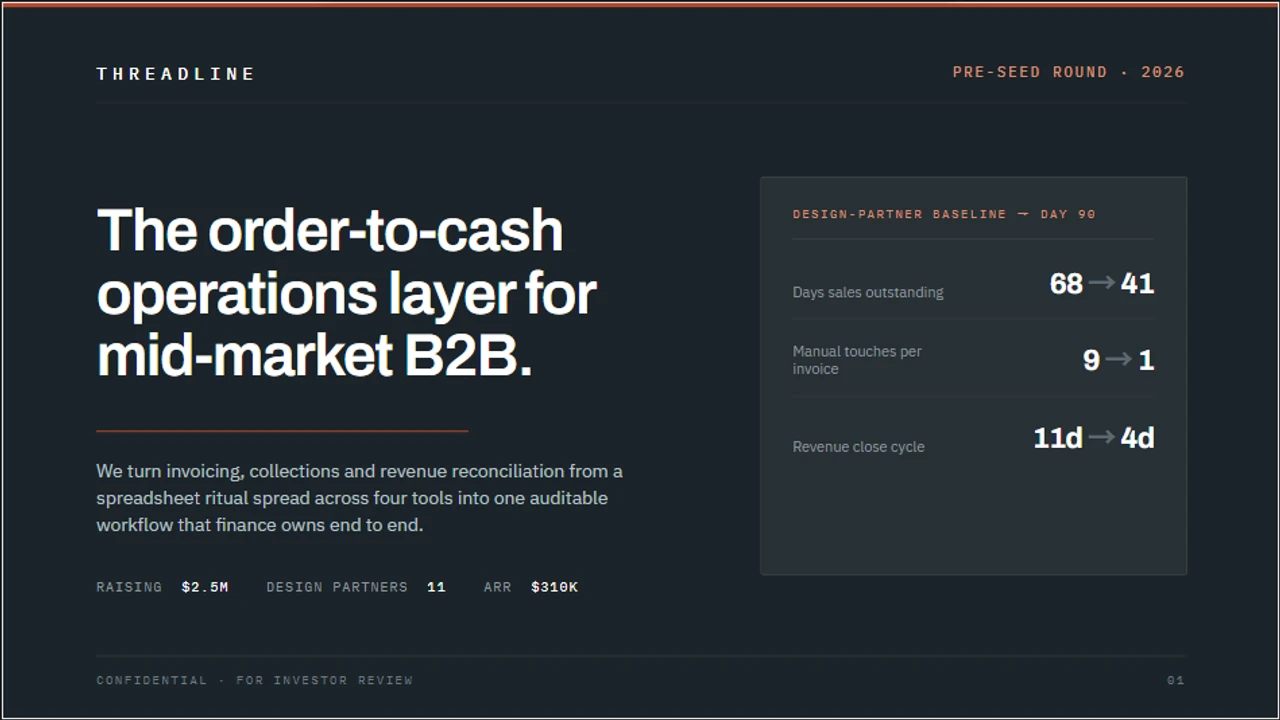 THREADLINE
PRE-SEED ROUND · 2026
The order-to-cash
operations layer for
mid-market B2B.
We turn invoicing, collections and revenue reconciliation from a
spreadsheet ritual spread across four tools into one auditable
workflow that finance owns end to end.
RAISING $2.5M DESIGN PARTNERS 11 ARR $310K
DESIGN-PARTNER BASELINE → DAY 90
Days sales outstanding 68 → 41
Manual touches per
invoice 9 → 1
Revenue close cycle 11d → 4d
CONFIDENTIAL · FOR INVESTOR REVIEW
01